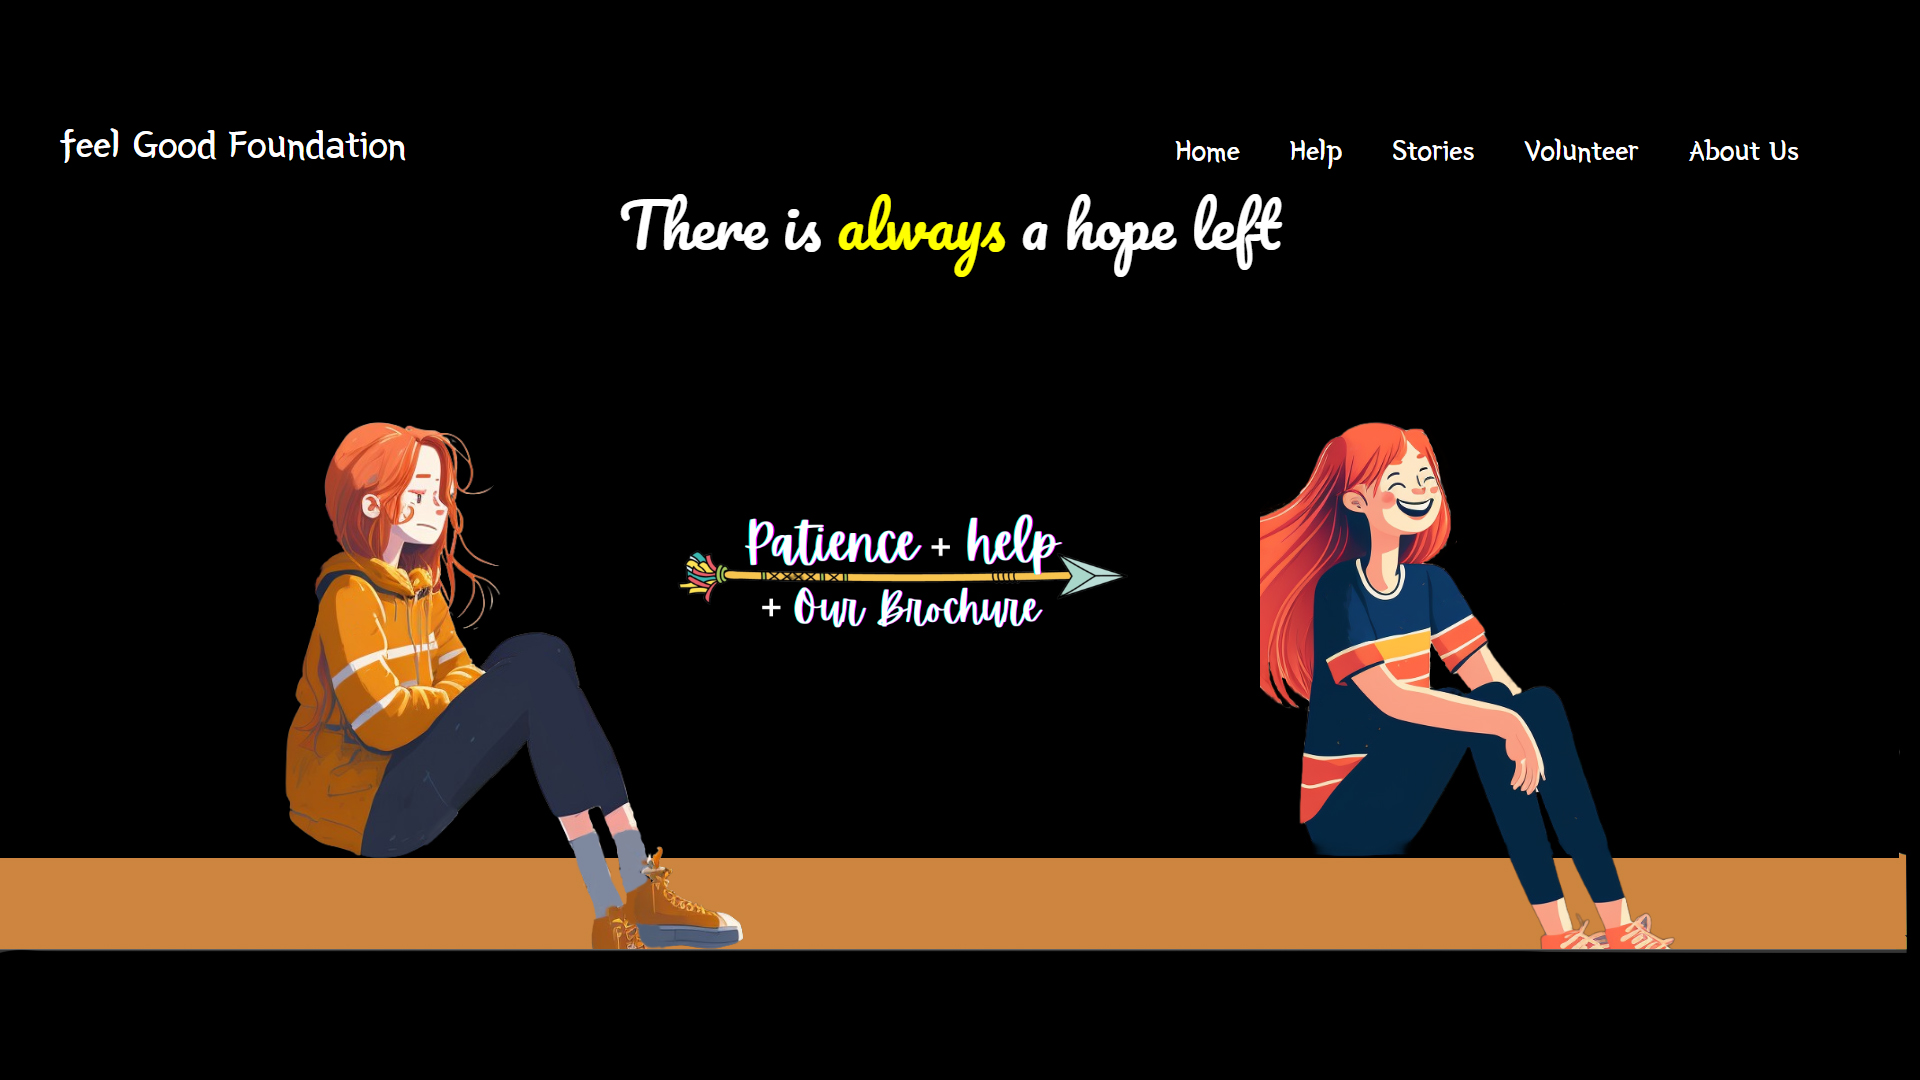 feel Good Foundation
Home Help Stories Volunteer About Us
There is always a hope left
Patience + help
+ Our Brochure